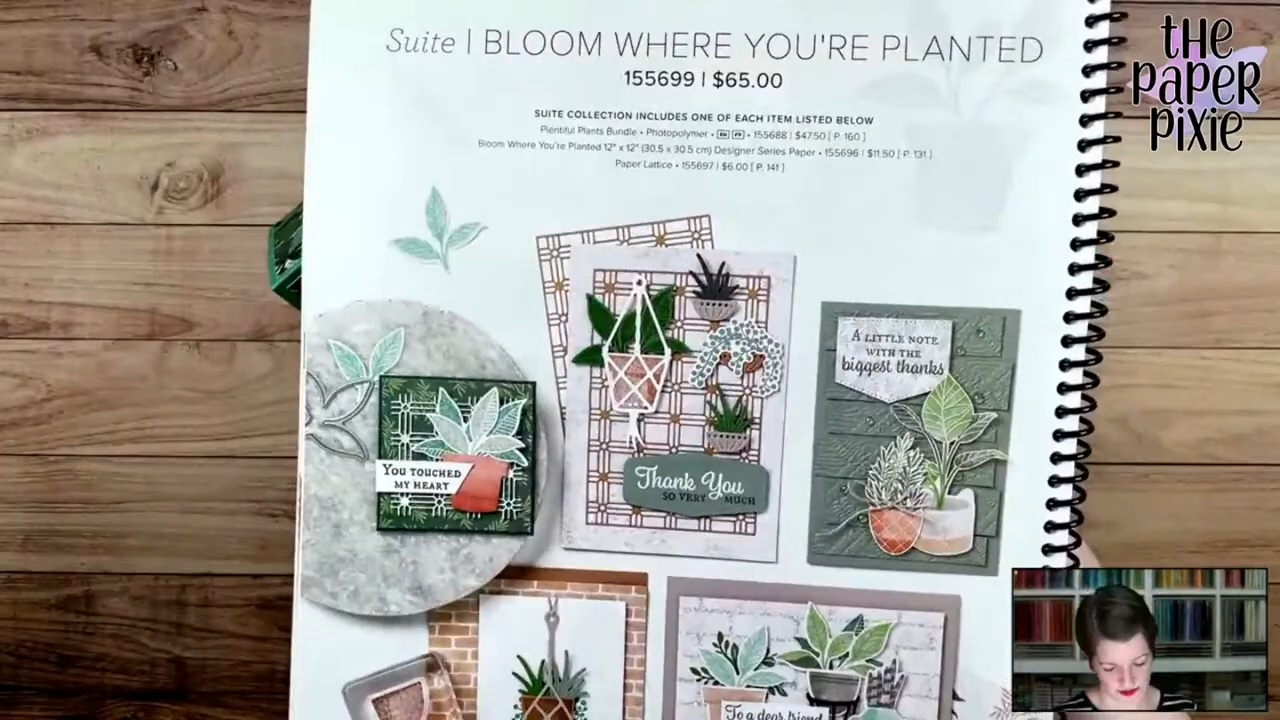 THE
PAPER
PIXIE
Suite | BLOOM WHERE YOU'RE PLANTED
155699 | $65.00
SUITE COLLECTION INCLUDES ONE OF EACH ITEM LISTED BELOW
Plentiful Plants Bundle • Photopolymer • EN FR • 155688 | $47.50 [ P. 160 ]
Bloom Where You're Planted 12" x 12" (30.5 x 30.5 cm) Designer Series Paper • 155696 | $11.50 [ P. 131 ]
Paper Lattice • 155697 | $6.00 [ P. 141 ]
A LITTLE NOTE
WITH THE
biggest thanks
YOU TOUCHED
MY HEART
Thank You
SO VERY MUCH
To a dear friend